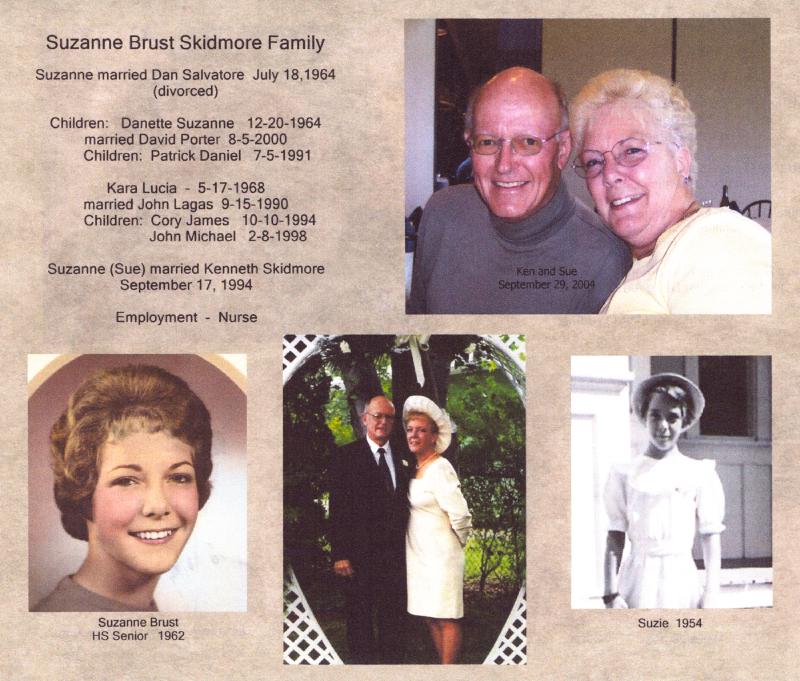 Suzanne Brust Skidmore Family
Suzanne married Dan Salvatore July 18,1964
(divorced)
Children: Danette Suzanne 12-20-1964
married David Porter 8-5-2000
Children: Patrick Daniel 7-5-1991
Kara Lucia - 5-17-1968
married John Lagas 9-15-1990
Children: Cory James 10-10-1994
John Michael 2-8-1998
Suzanne (Sue) married Kenneth Skidmore
September 17, 1994
Employment - Nurse
Ken and Sue
September 29, 2004
Suzanne Brust
HS Senior 1962
Suzie 1954